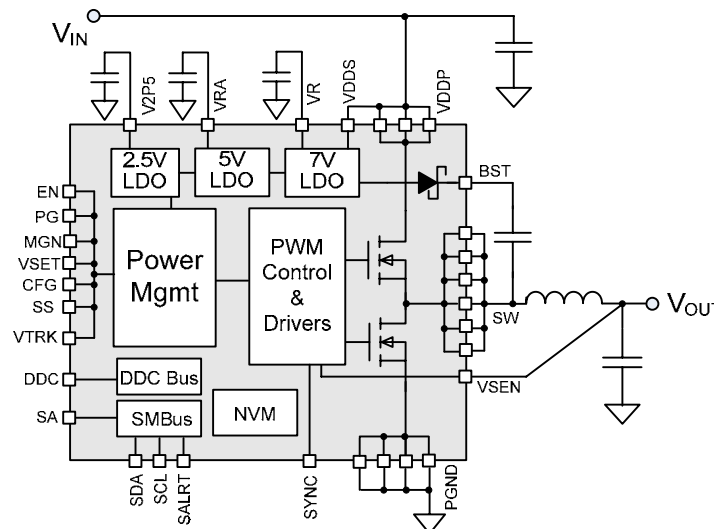 VIN
V2P5
VRA
VR
VDDS
VDDP
2.5V
LDO
5V
LDO
7V
LDO
BST
EN
PG
MGN
VSET
CFG
SS
VTRK
Power
Mgmt
PWM
Control
&
Drivers
SW
VOUT
VSEN
DDC
DDC Bus
SA
SMBus
NVM
SDA
SCL
SALRT
SYNC
PGND